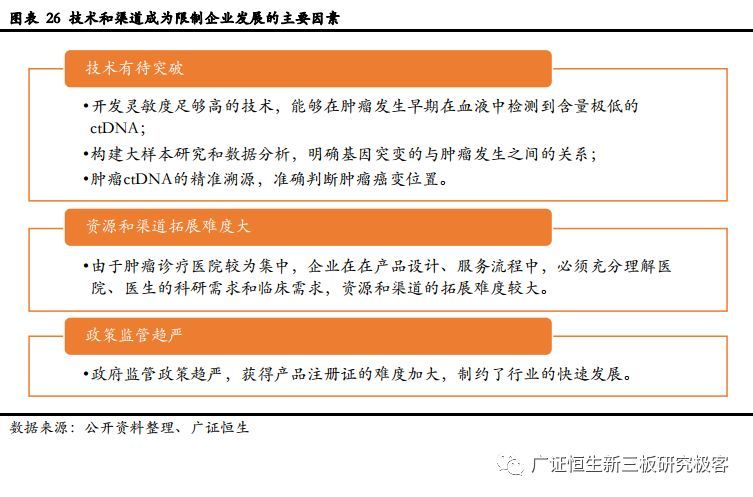 图表 26 技术和渠道成为限制企业发展的主要因素
技术有待突破
•开发灵敏度足够高的技术，能够在肿瘤发生早期在血液中检测到含量极低的
ctDNA；
•构建大样本研究和数据分析，明确基因突变的与肿瘤发生之间的关系；
•肿瘤ctDNA的精准溯源，准确判断肿瘤癌变位置。
资源和渠道拓展难度大
•由于肿瘤诊疗医院较为集中，企业在在产品设计、服务流程中，必须充分理解医
院、医生的科研需求和临床需求，资源和渠道的拓展难度较大。
政策监管趋严
•政府监管政策趋严，获得产品注册证的难度加大，制约了行业的快速发展。
数据来源：公开资料整理、广证恒生
广证恒生新三板研究极客